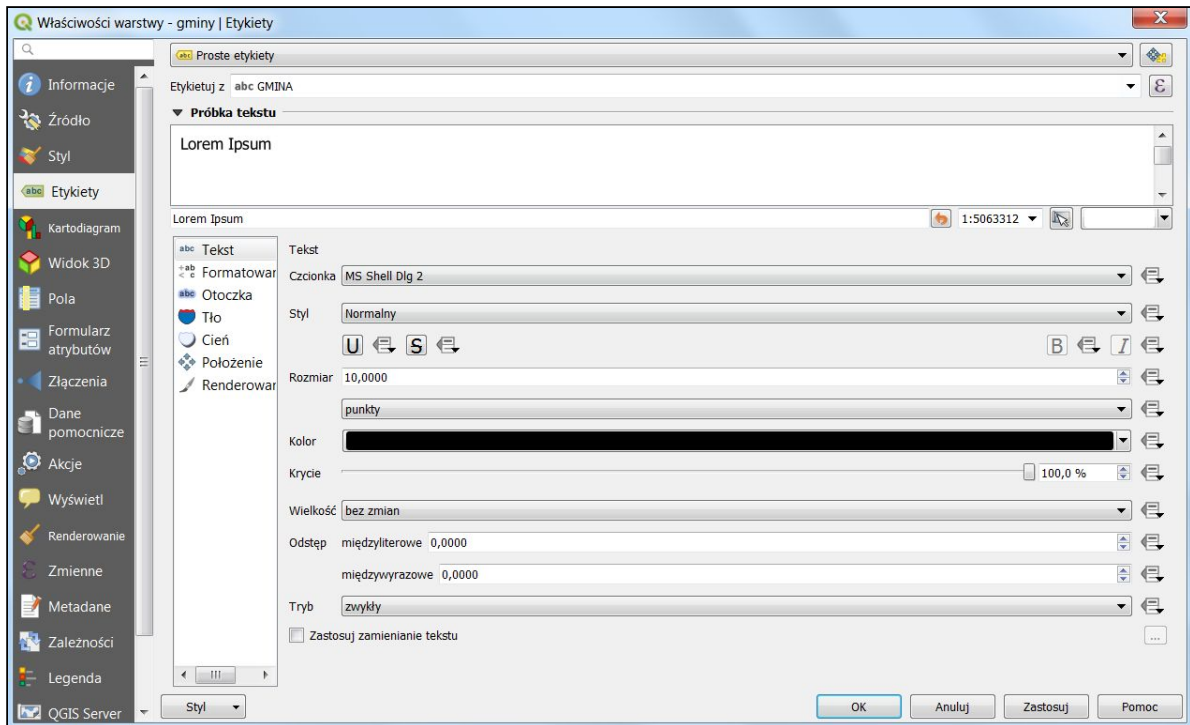 Właściwości warstwy - gminy | Etykiety
Informacje
Źródło
Styl
abc Etykiety
Kartodiagram
Widok 3D
Pola
Formularz
atrybutów
Złączenia
Dane
pomocnicze
Akcje
Wyświetl
Renderowanie
Zmienne
Metadane
Zależności
Legenda
QGIS Server
abc Proste etykiety
Etykietuj z abc GMINA
ε
Próbka tekstu
Lorem Ipsum
Lorem Ipsum
1:5063312
abc Tekst
+ab
< c Formatowar
abc Otoczka
Tło
Cień
Położenie
Renderowar
Tekst
Czcionka MS Shell Dlg 2
Styl Normalny
U S B I
Rozmiar 10,0000
punkty
Kolor
Krycie 100,0 %
Wielkość bez zmian
Odstęp międzyliterowe 0,0000
międzywyrazowe 0,0000
Tryb zwykły
Zastosuj zamienianie tekstu ...
Styl OK Anuluj Zastosuj Pomoc